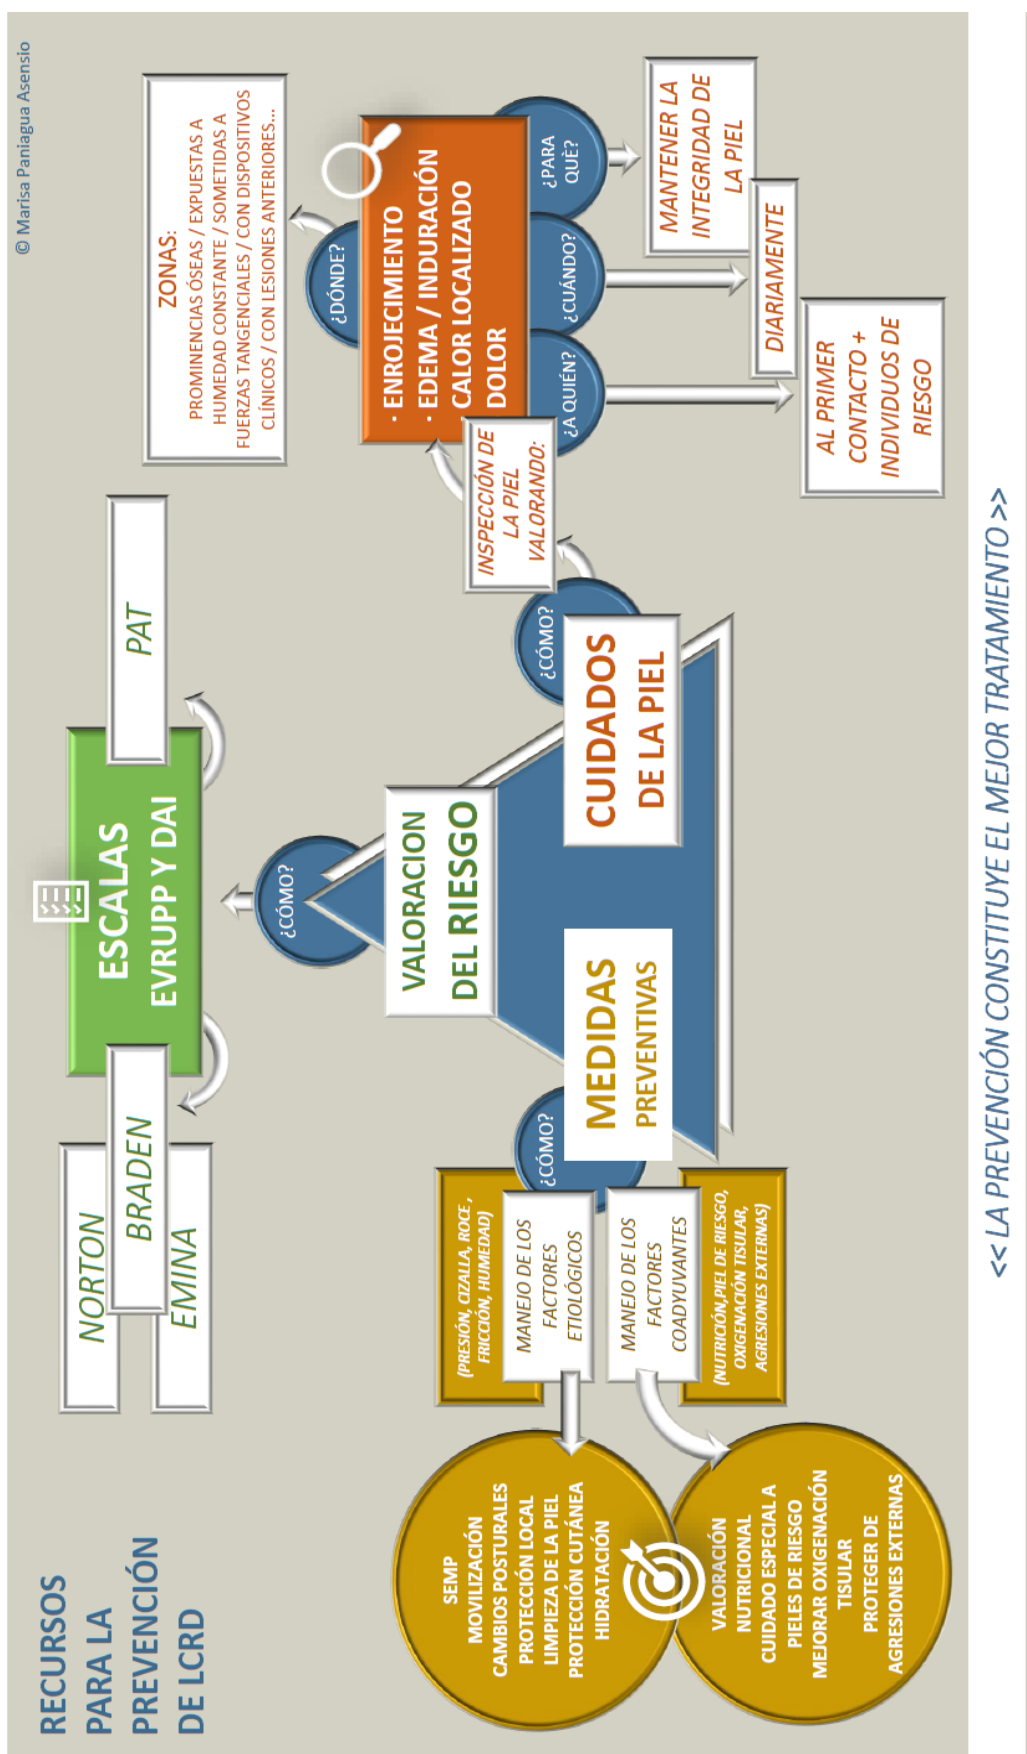 RECURSOS
PARA LA
PREVENCIÓN
DE LCRD
© Marisa Paniagua Asensio
NORTON
BRADEN
EMINA
ESCALAS
EVRUPP Y DAI
PAT
¿CÓMO?
VALORACION
DEL RIESGO
MEDIDAS
PREVENTIVAS
¿CÓMO?
(PRESIÓN, CIZALLA, ROCE ,
FRICCIÓN, HUMEDAD)
MANEJO DE LOS
FACTORES
ETIOLÓGICOS
MANEJO DE LOS
FACTORES
COADYUVANTES
(NUTRICIÓN,PIEL DE RIESGO,
OXIGENACIÓN TISULAR,
AGRESIONES EXTERNAS)
SEMP
MOVILIZACIÓN
CAMBIOS POSTURALES
PROTECCIÓN LOCAL
LIMPIEZA DE LA PIEL
PROTECCIÓN CUTÁNEA
HIDRATACIÓN
VALORACIÓN
NUTRICIONAL
CUIDADO ESPECIAL A
PIELES DE RIESGO
MEJORAR OXIGENACIÓN
TISULAR
PROTEGER DE
AGRESIONES EXTERNAS
CUIDADOS
DE LA PIEL
¿CÓMO?
INSPECCIÓN DE
LA PIEL
VALORANDO:
· ENROJECIMIENTO
· EDEMA / INDURACIÓN
· CALOR LOCALIZADO
DOLOR
¿DÓNDE?
ZONAS:
PROMINENCIAS ÓSEAS / EXPUESTAS A
HUMEDAD CONSTANTE / SOMETIDAS A
FUERZAS TANGENCIALES / CON DISPOSITIVOS
CLÍNICOS / CON LESIONES ANTERIORES...
¿A QUIÉN?
¿CUÁNDO?
¿PARA
QUÈ?
AL PRIMER
CONTACTO +
INDIVIDUOS DE
RIESGO
DIARIAMENTE
MANTENER LA
INTEGRIDAD DE
LA PIEL
<< LA PREVENCIÓN CONSTITUYE EL MEJOR TRATAMIENTO >>